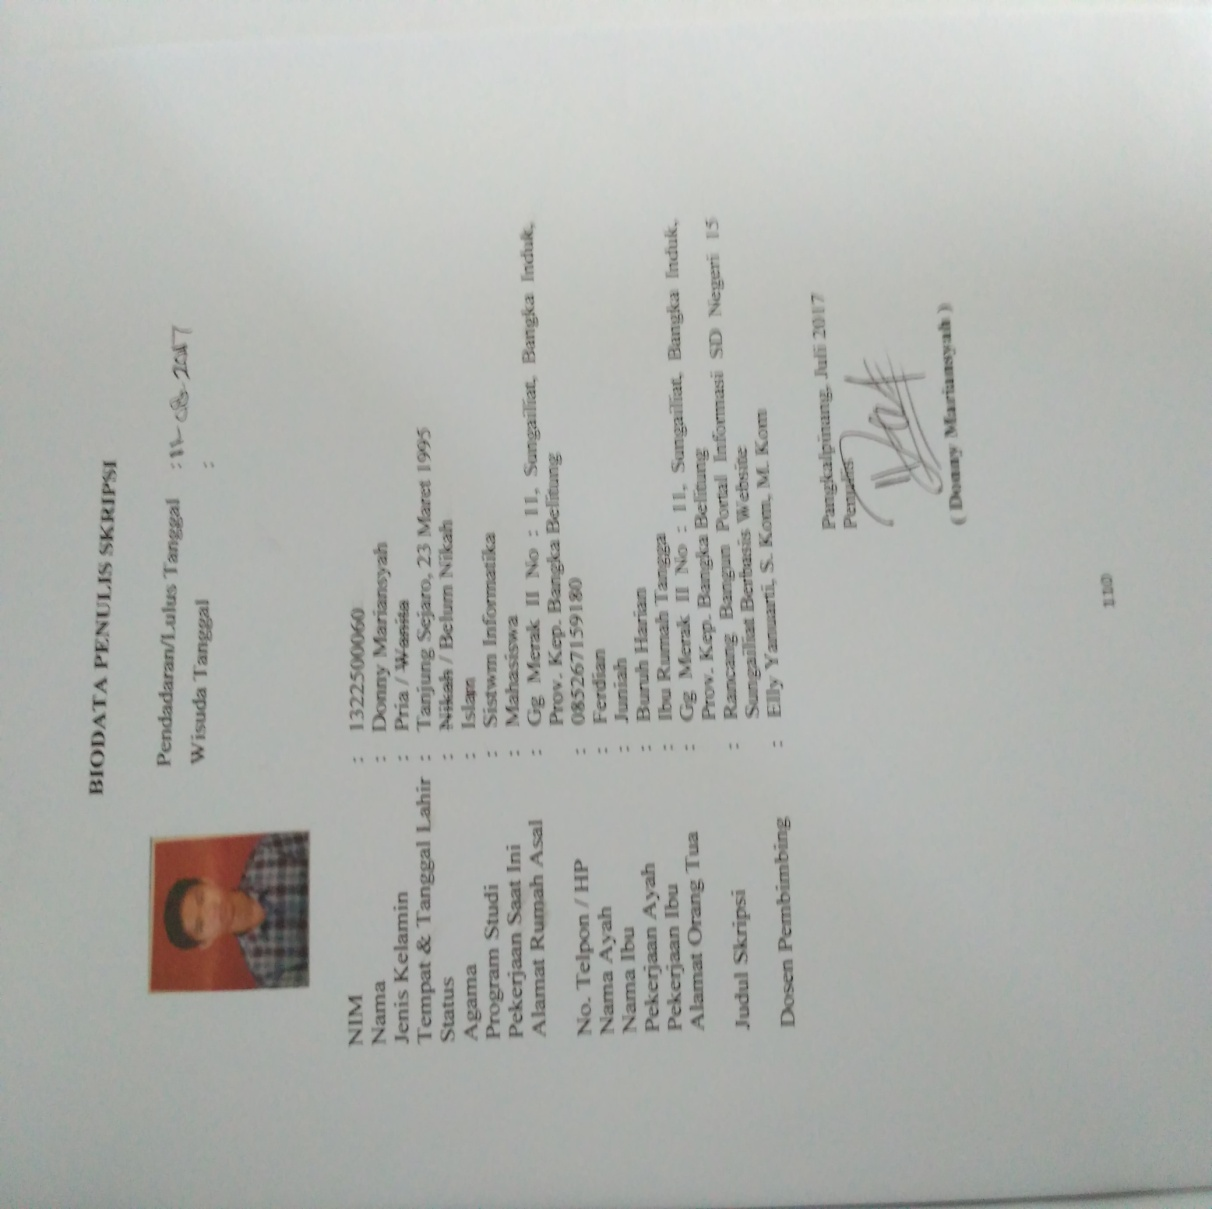 BIODATA PENULIS SKRIPSI
Pendadaran/Lulus Tanggal : 11-08-2017
Wisuda Tanggal :
NIM : 1322500060
Nama : Donny Mariansyah
Jenis Kelamin : Pria / Wanita
Tempat & Tanggal Lahir : Tanjung Sejaro, 23 Maret 1995
Status : Nikah / Belum Nikah
Agama : Islam
Program Studi : Sistwm Informatika
Pekerjaan Saat Ini : Mahasiswa
Alamat Rumah Asal : Gg Merak II No : 11, Sungailiat, Bangka Induk,
Prov. Kep. Bangka Belitung
No. Telpon / HP : 085267159180
Nama Ayah : Ferdian
Nama Ibu : Juniah
Pekerjaan Ayah : Buruh Harian
Pekerjaan Ibu : Ibu Rumah Tangga
Alamat Orang Tua : Gg Merak II No : 11, Sungailiat, Bangka Induk,
Prov. Kep. Bangka Belitung
Judul Skripsi : Rancang Bangun Portal Informasi SD Negeri 15
Sungailiat Berbasis Website
Dosen Pembimbing : Elly Yanuarti, S. Kom, M. Kom
Pangkalpinang, Juli 2017
Penulis
( Donny Mariansyah )
110